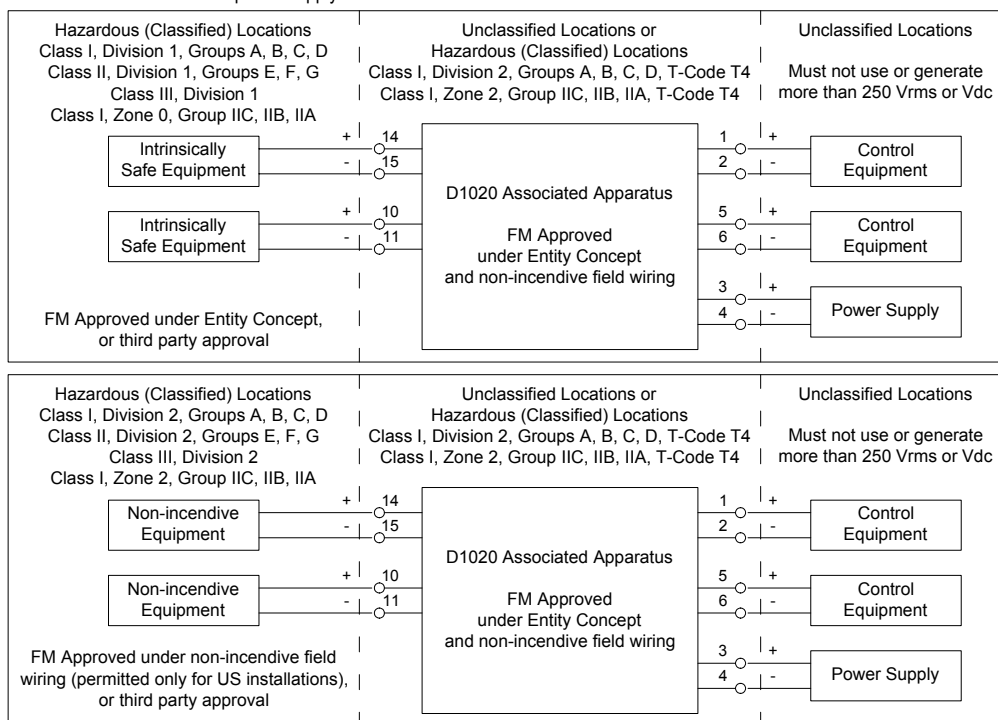 Hazardous (Classified) Locations
Class I, Division 1, Groups A, B, C, D
Class II, Division 1, Groups E, F, G
Class III, Division 1
Class I, Zone 0, Group IIC, IIB, IIA
Unclassified Locations or
Hazardous (Classified) Locations
Class I, Division 2, Groups A, B, C, D, T-Code T4
Class I, Zone 2, Group IIC, IIB, IIA, T-Code T4
Unclassified Locations
Must not use or generate
more than 250 Vrms or Vdc
Intrinsically
Safe Equipment
+ 14
- 15
Intrinsically
Safe Equipment
+ 10
- 11
FM Approved under Entity Concept,
or third party approval
D1020 Associated Apparatus
FM Approved
under Entity Concept
and non-incendive field wiring
1 +
2 -
Control
Equipment
5 +
6 -
Control
Equipment
3 +
4 -
Power Supply
Hazardous (Classified) Locations
Class I, Division 2, Groups A, B, C, D
Class II, Division 2, Groups E, F, G
Class III, Division 2
Class I, Zone 2, Group IIC, IIB, IIA
Unclassified Locations or
Hazardous (Classified) Locations
Class I, Division 2, Groups A, B, C, D, T-Code T4
Class I, Zone 2, Group IIC, IIB, IIA, T-Code T4
Unclassified Locations
Must not use or generate
more than 250 Vrms or Vdc
Non-incendive
Equipment
+ 14
- 15
Non-incendive
Equipment
+ 10
- 11
FM Approved under non-incendive field
wiring (permitted only for US installations),
or third party approval
D1020 Associated Apparatus
FM Approved
under Entity Concept
and non-incendive field wiring
1 +
2 -
Control
Equipment
5 +
6 -
Control
Equipment
3 +
4 -
Power Supply